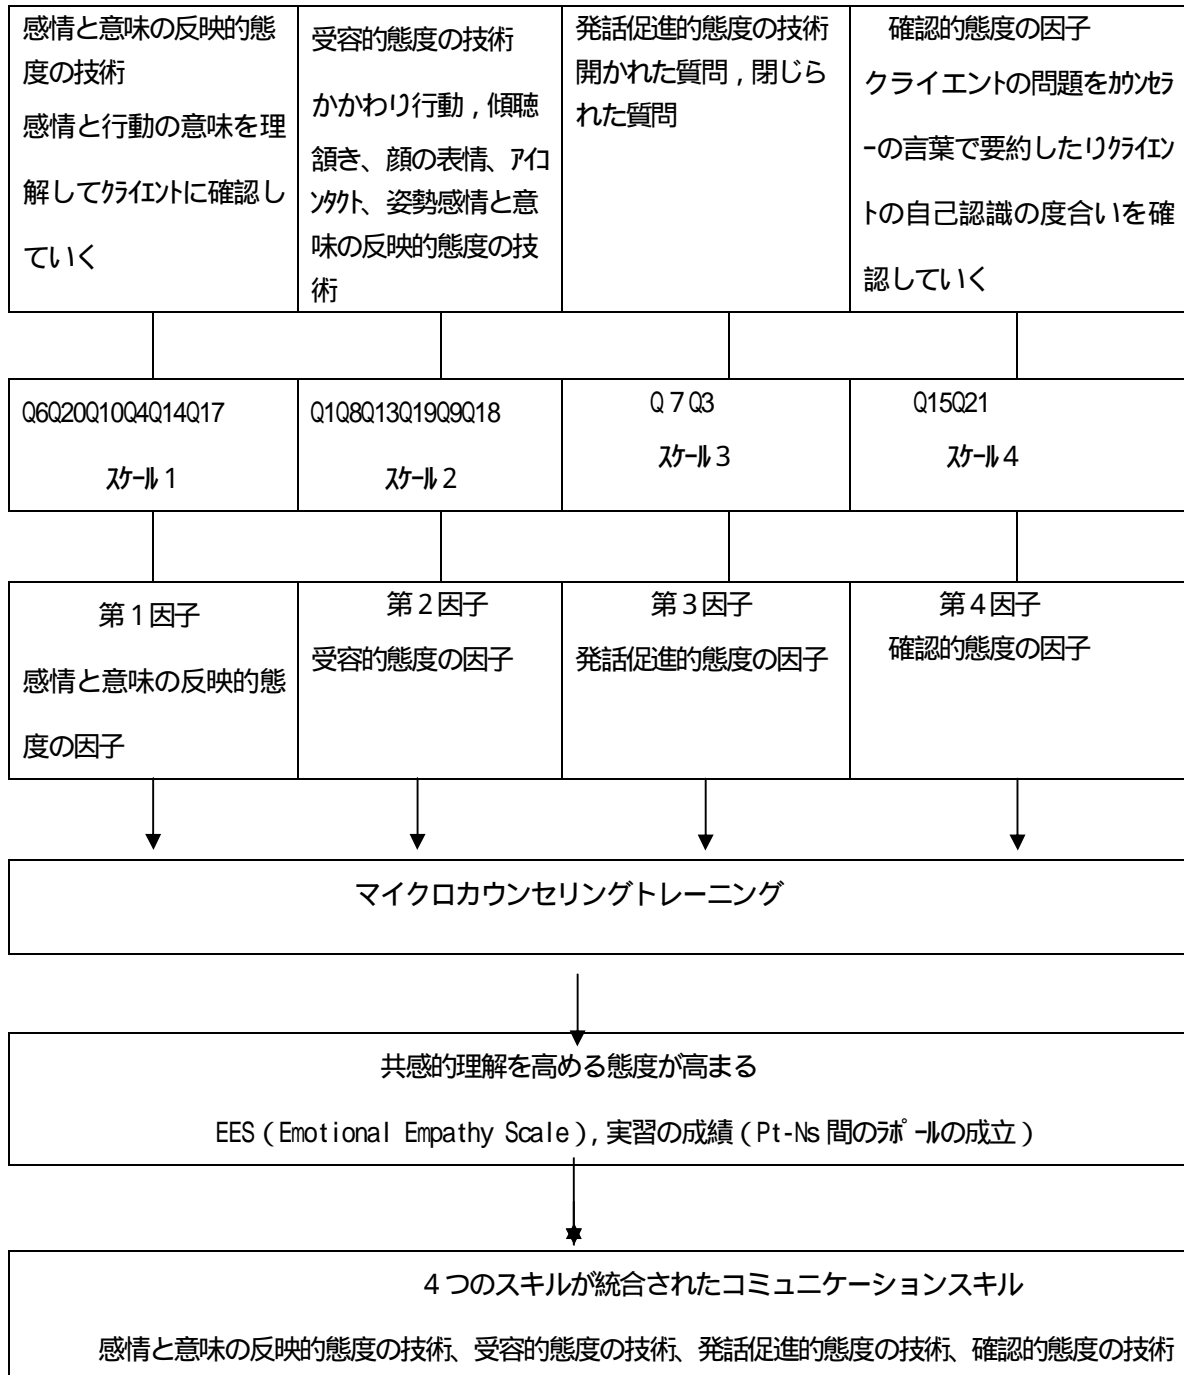 感情と意味の反映的態
度の技術
感情と行動の意味を理
解してｸﾗｲｴﾝﾄに確認し
ていく
受容的態度の技術
かかわり行動，傾聴
頷き、顔の表情、ｱｲｺ
ﾝﾀｸﾄ、姿勢感情と意
味の反映的態度の技
術
発話促進的態度の技術
開かれた質問，閉じら
れた質問
確認的態度の因子
クライエントの問題をｶｳﾝｾﾗ
ｰの言葉で要約したりｸﾗｲｴﾝ
ﾄの自己認識の度合いを確
認していく
Q6Q20Q10Q4Q14Q17
ｽｹｰﾙ 1
Q1Q8Q13Q19Q9Q18
ｽｹｰﾙ 2
Q 7 Q3
ｽｹｰﾙ 3
Q15Q21
ｽｹｰﾙ 4
第 1 因子
感情と意味の反映的態
度の因子
第 2 因子
受容的態度の因子
第 3 因子
発話促進的態度の因子
第 4 因子
確認的態度の因子
マイクロカウンセリングトレーニング
共感的理解を高める態度が高まる
EES（Emotional Empathy Scale）, 実習の成績（Pt-Ns 間のﾗﾎﾟｰﾙの成立）
4 つのスキルが統合されたコミュニケーションスキル
感情と意味の反映的態度の技術、受容的態度の技術、発話促進的態度の技術、確認的態度の技術